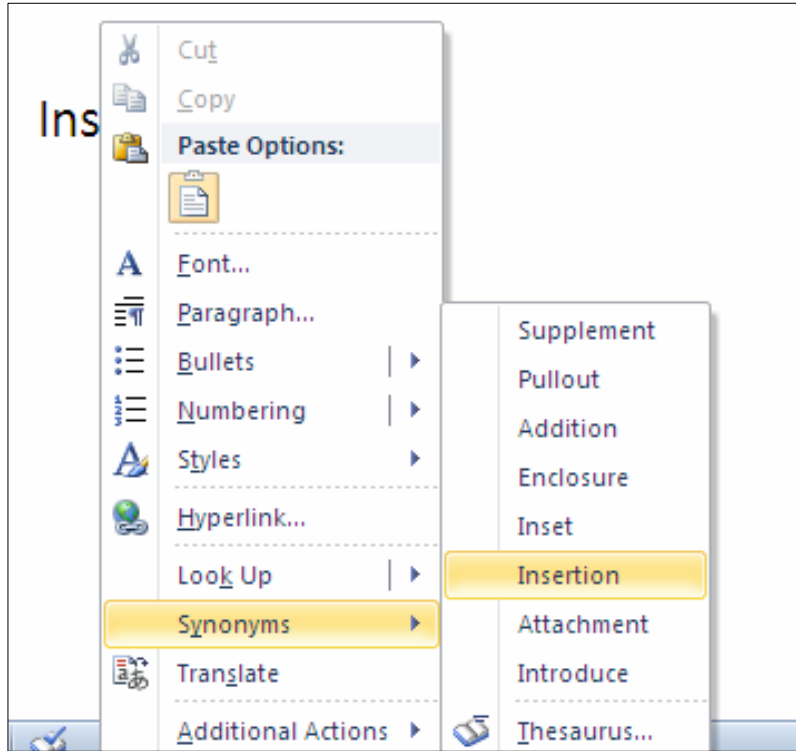 Ins
Cut
Copy
Paste Options:
Font...
Paragraph...
Bullets
Numbering
Styles
Hyperlink...
Look Up
Synonyms
Translate
Additional Actions
Supplement
Pullout
Addition
Enclosure
Inset
Insertion
Attachment
Introduce
Thesaurus...